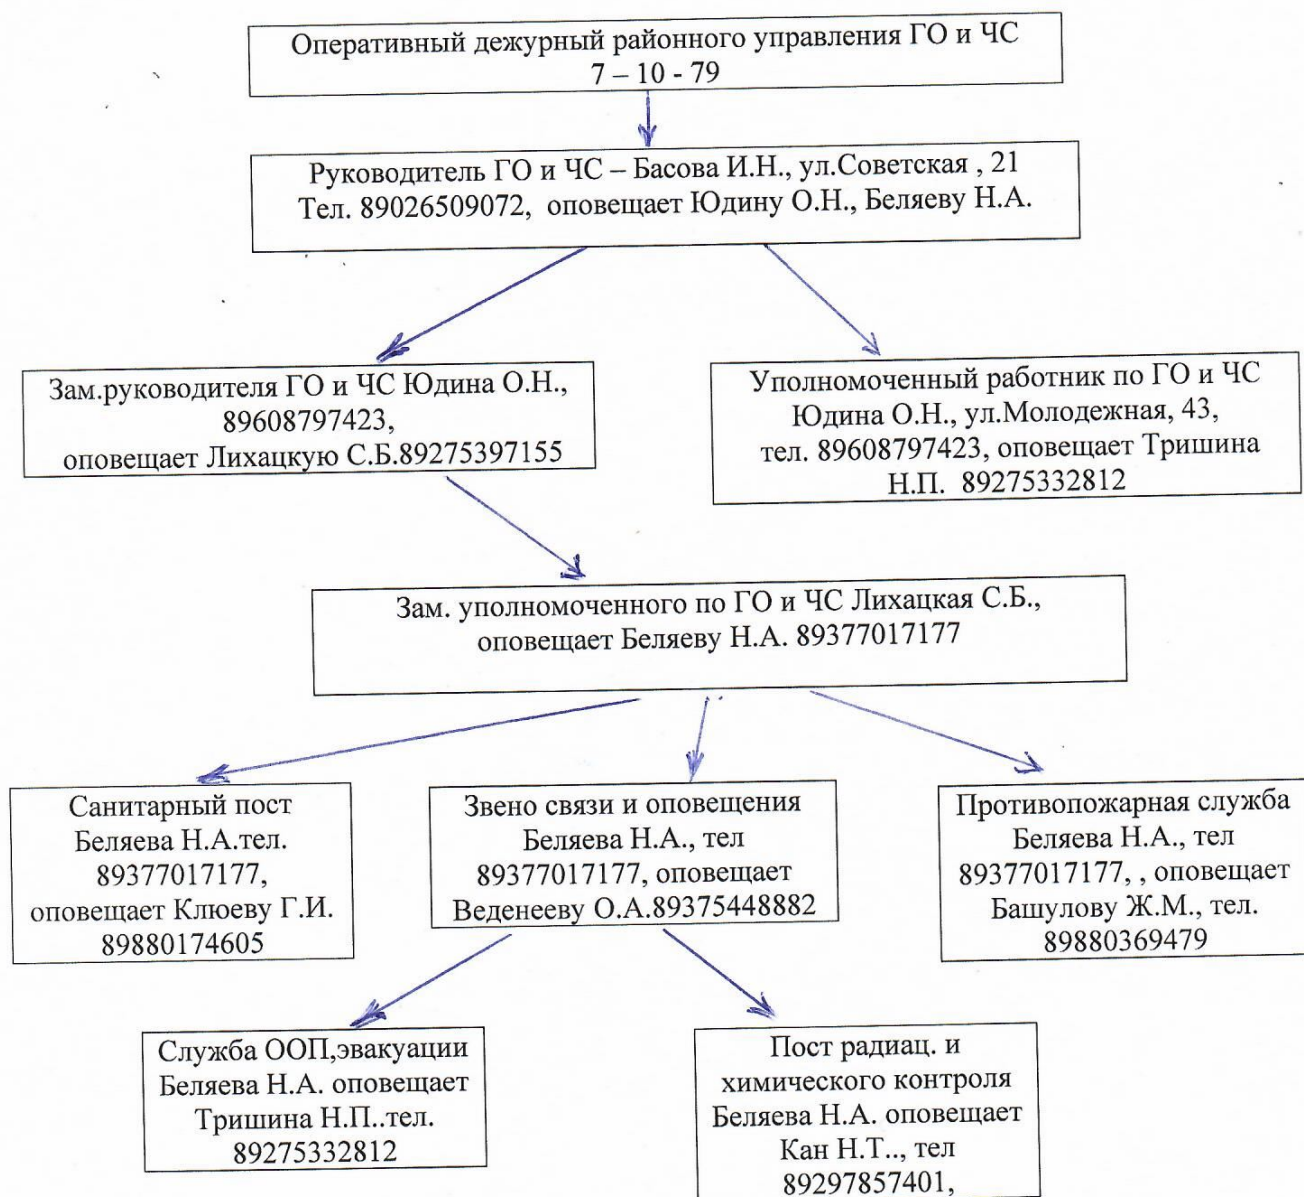 Оперативный дежурный районного управления ГО и ЧС
7 – 10 - 79
Руководитель ГО и ЧС – Басова И.Н., ул.Советская , 21
Тел. 89026509072, оповещает Юдину О.Н., Беляеву Н.А.
Зам.руководителя ГО и ЧС Юдина О.Н.,
89608797423,
оповещает Лихацкую С.Б.89275397155
Уполномоченный работник по ГО и ЧС
Юдина О.Н., ул.Молодежная, 43,
тел. 89608797423, оповещает Тришина
Н.П. 89275332812
Зам. уполномоченного по ГО и ЧС Лихацкая С.Б.,
оповещает Беляеву Н.А. 89377017177
Санитарный пост
Беляева Н.А.тел.
89377017177,
оповещает Клюеву Г.И.
89880174605
Звено связи и оповещения
Беляева Н.А., тел
89377017177, оповещает
Веденееву О.А.89375448882
Противопожарная служба
Беляева Н.А., тел
89377017177, , оповещает
Башулову Ж.М., тел.
89880369479
Служба ООП,эвакуации
Беляева Н.А. оповещает
Тришина Н.П..тел.
89275332812
Пост радиац. и
химического контроля
Беляева Н.А. оповещает
Кан Н.Т.., тел
89297857401,